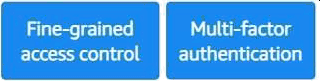 Fine-grained
access control
Multi-factor
authentication